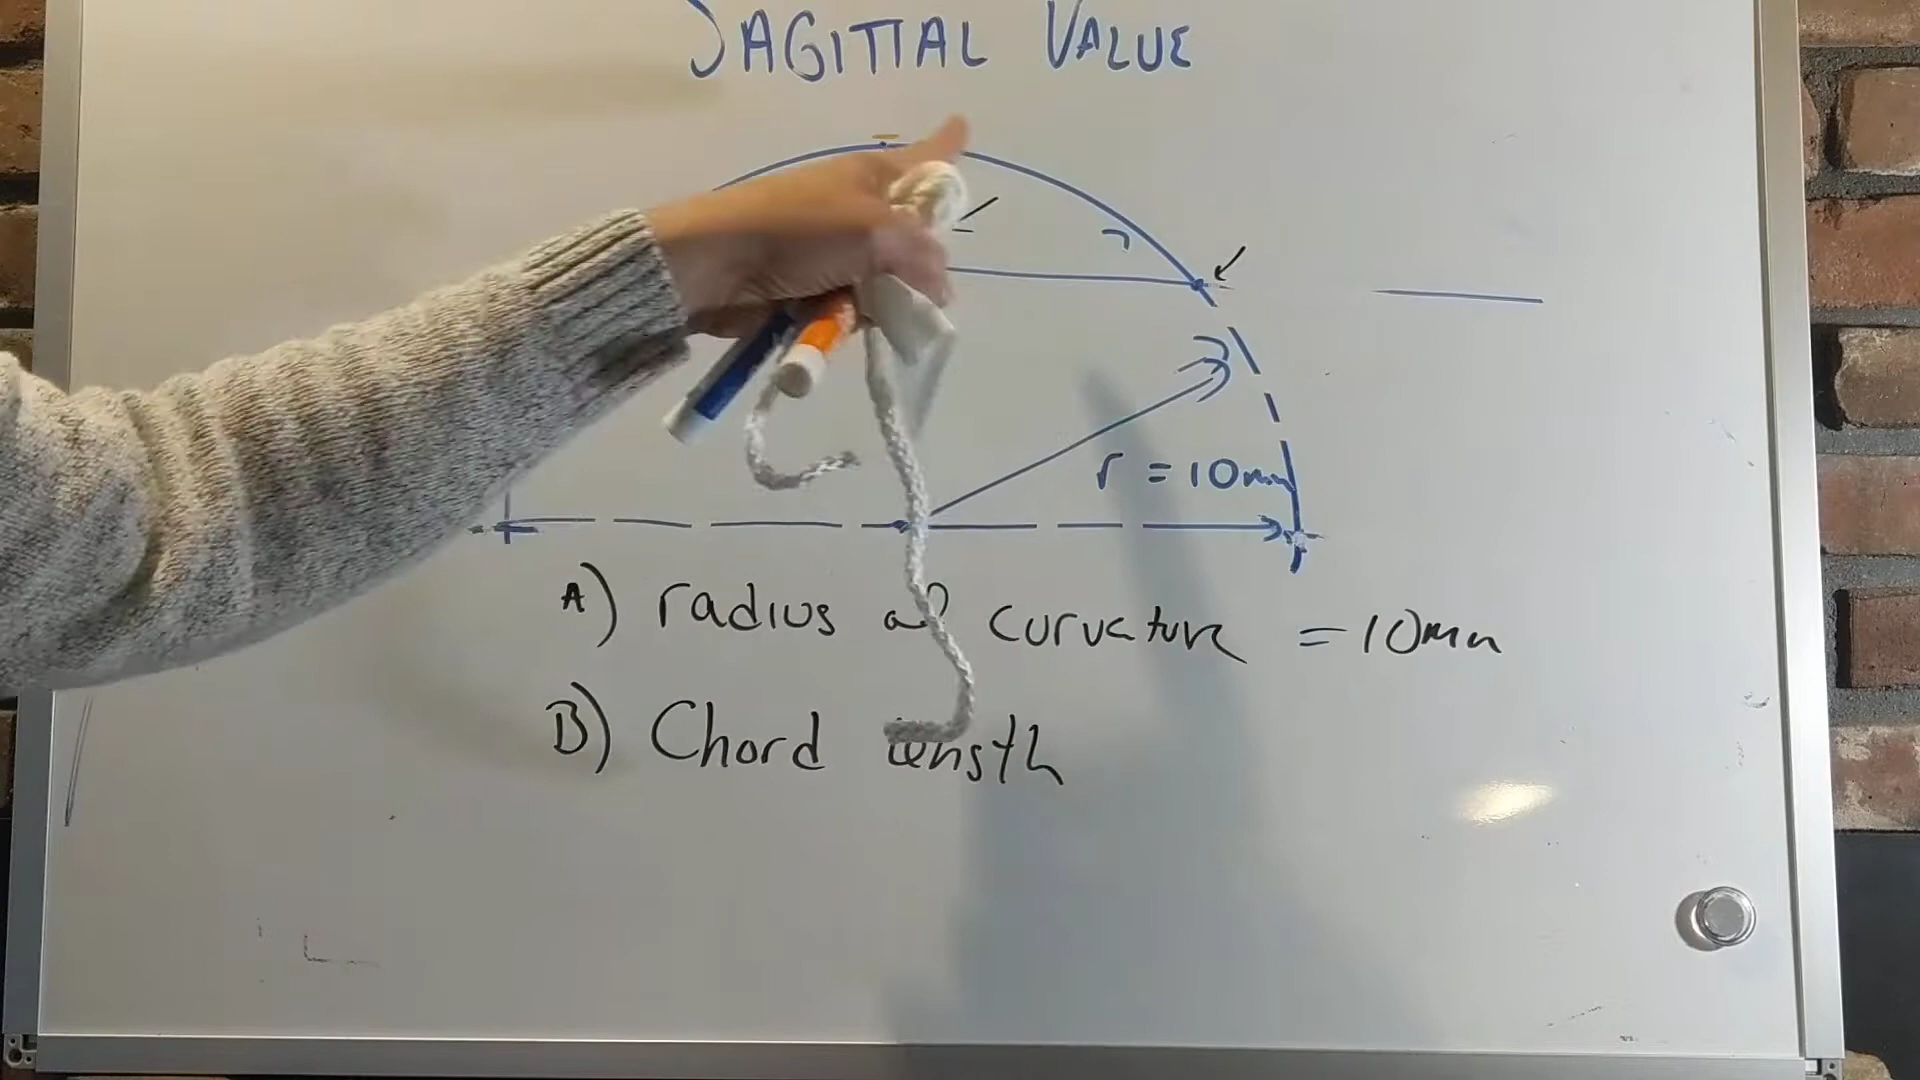 SAGITTAL VALUE
r = 10mm
A) radius of curvature = 10mm
B) Chord length